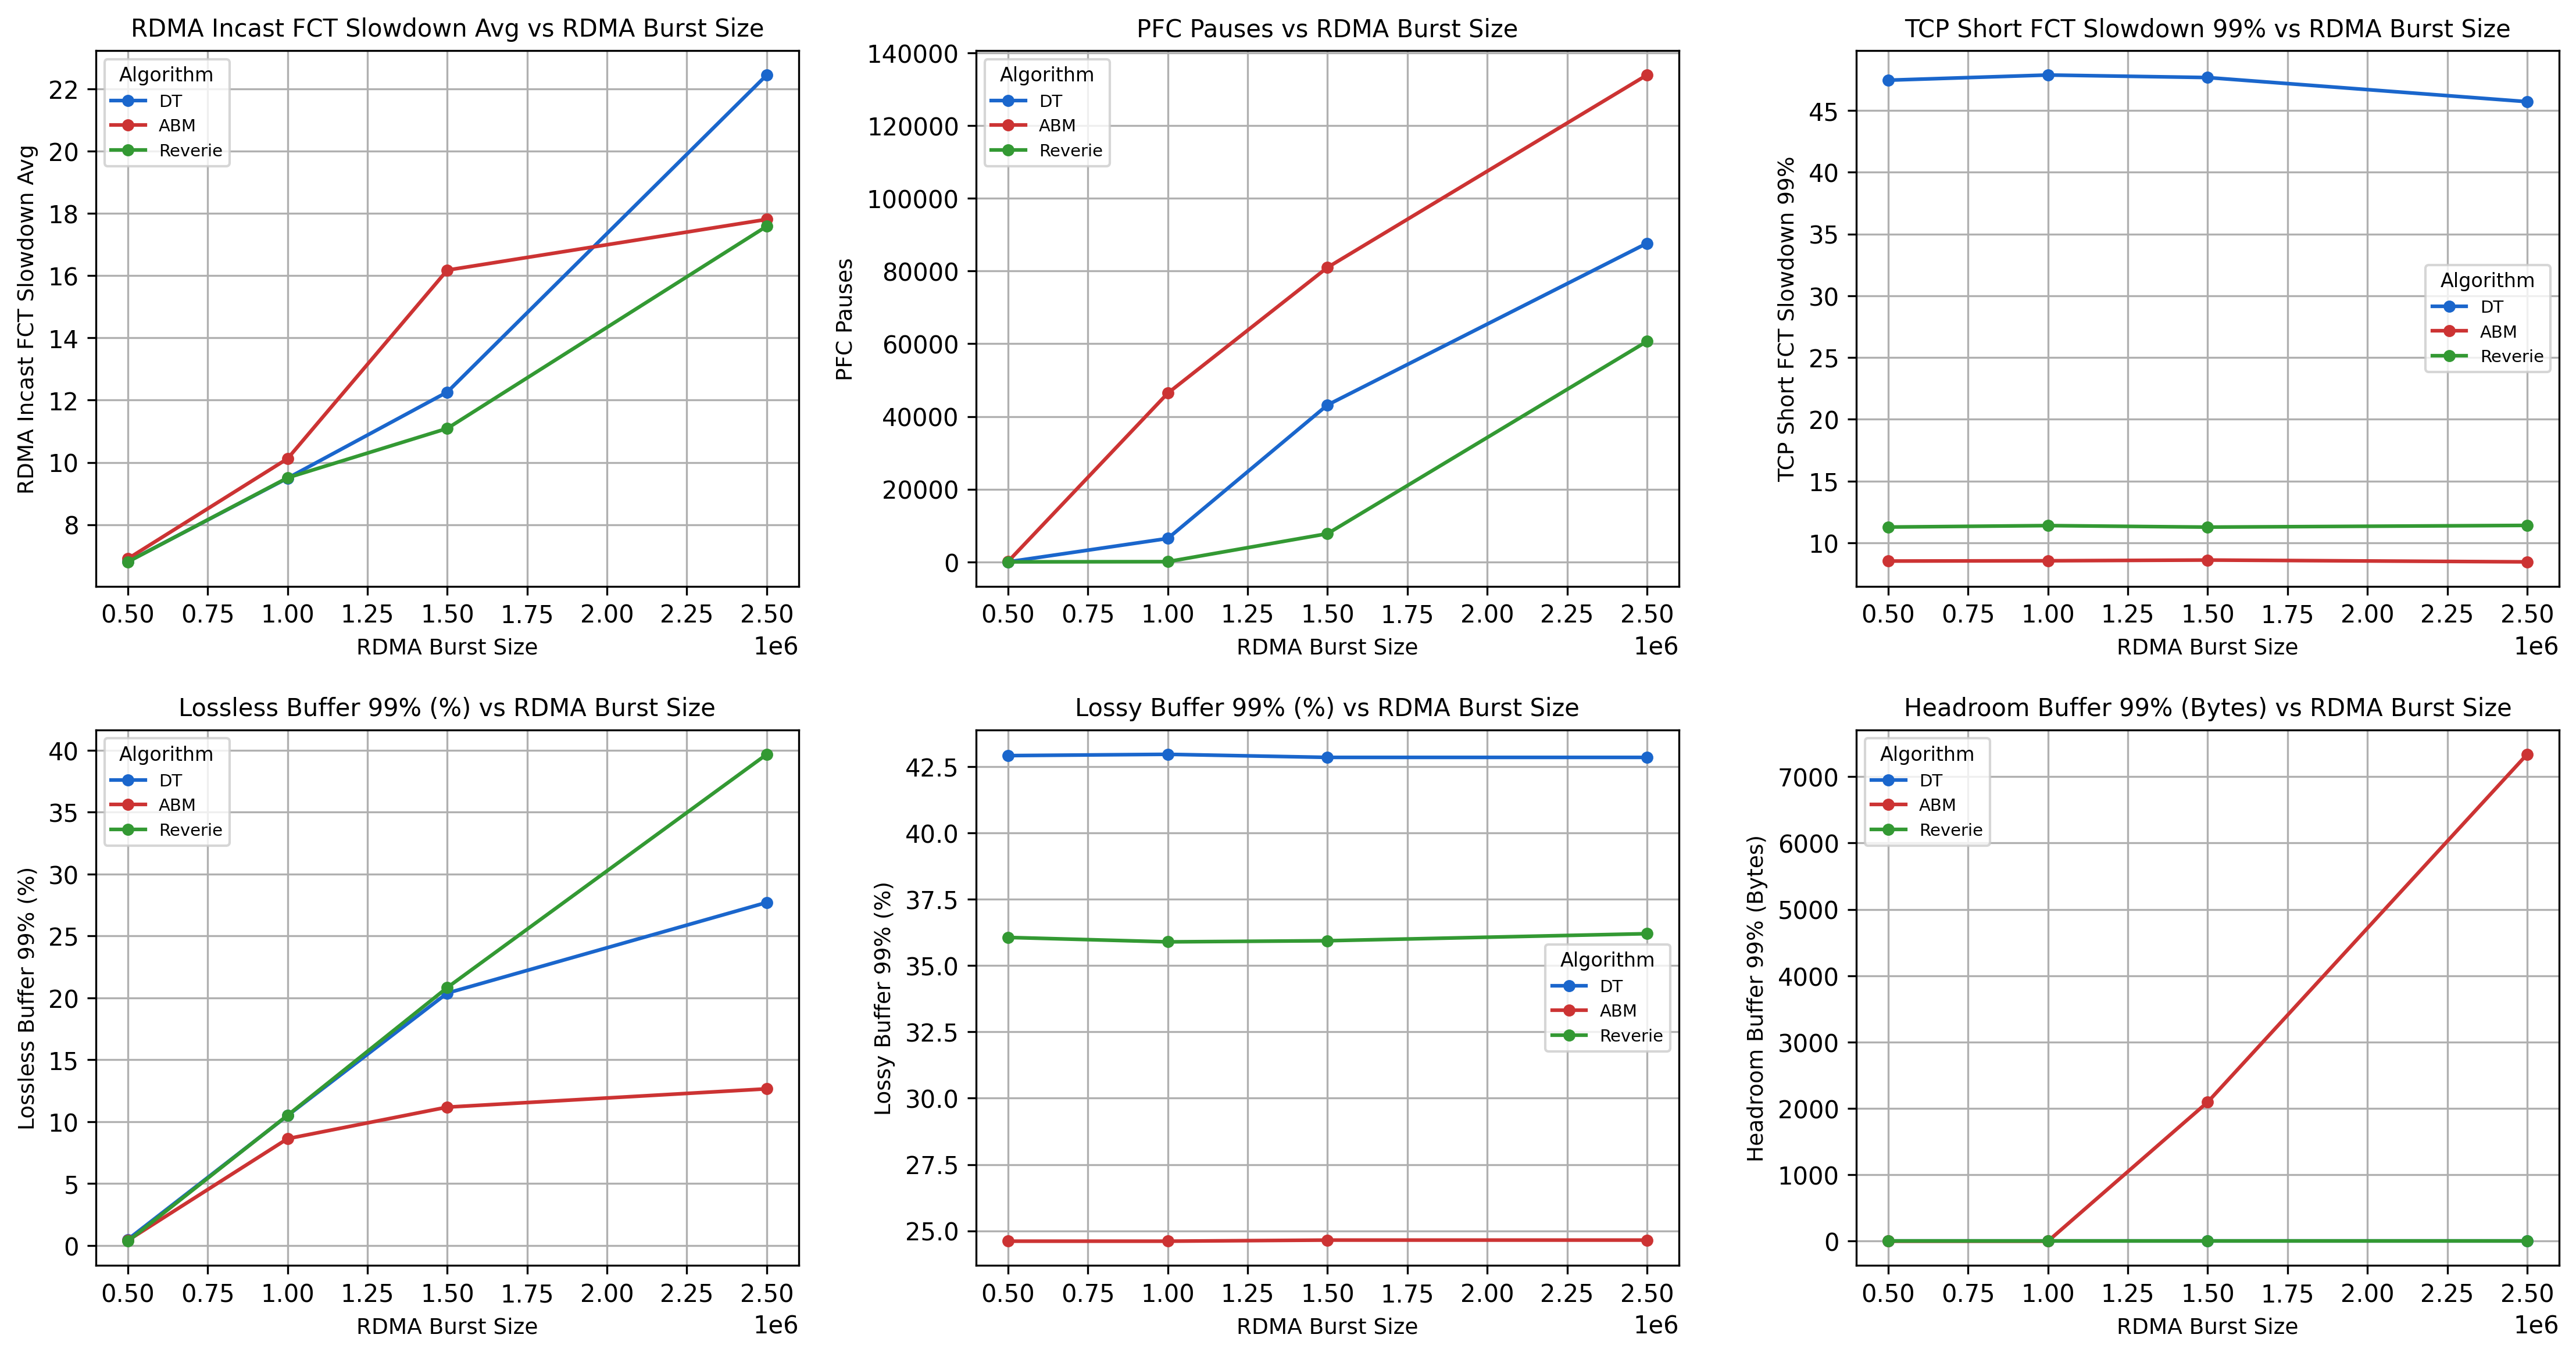 RDMA Incast FCT Slowdown Avg vs RDMA Burst Size
RDMA Incast FCT Slowdown Avg
22
20
18
16
14
12
10
8
Algorithm
DT
ABM
Reverie
0.50 0.75 1.00 1.25 1.50 1.75 2.00 2.25 2.50
RDMA Burst Size
1e6
PFC Pauses vs RDMA Burst Size
PFC Pauses
140000
120000
100000
80000
60000
40000
20000
0
Algorithm
DT
ABM
Reverie
0.50 0.75 1.00 1.25 1.50 1.75 2.00 2.25 2.50
RDMA Burst Size
1e6
TCP Short FCT Slowdown 99% vs RDMA Burst Size
TCP Short FCT Slowdown 99%
45
40
35
30
25
20
15
10
Algorithm
DT
ABM
Reverie
0.50 0.75 1.00 1.25 1.50 1.75 2.00 2.25 2.50
RDMA Burst Size
1e6
Lossless Buffer 99% (%) vs RDMA Burst Size
Lossless Buffer 99% (%)
40
35
30
25
20
15
10
5
0
Algorithm
DT
ABM
Reverie
0.50 0.75 1.00 1.25 1.50 1.75 2.00 2.25 2.50
RDMA Burst Size
1e6
Lossy Buffer 99% (%) vs RDMA Burst Size
Lossy Buffer 99% (%)
42.5
40.0
37.5
35.0
32.5
30.0
27.5
25.0
Algorithm
DT
ABM
Reverie
0.50 0.75 1.00 1.25 1.50 1.75 2.00 2.25 2.50
RDMA Burst Size
1e6
Headroom Buffer 99% (Bytes) vs RDMA Burst Size
Headroom Buffer 99% (Bytes)
7000
6000
5000
4000
3000
2000
1000
0
Algorithm
DT
ABM
Reverie
0.50 0.75 1.00 1.25 1.50 1.75 2.00 2.25 2.50
RDMA Burst Size
1e6